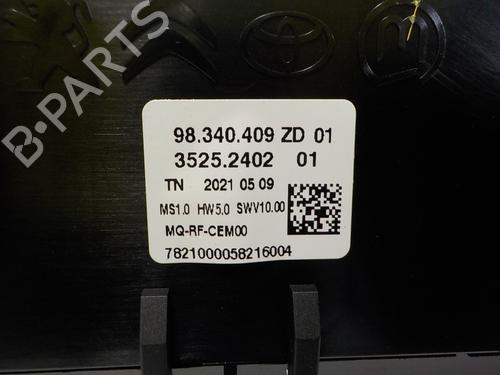 98.340.409 ZD 01
3525.2402 01
TN 2021 05 09
MS1.0 HW5.0 SWV10.00
MQ-RF-CEM00
7821000058216004
B-PARTS